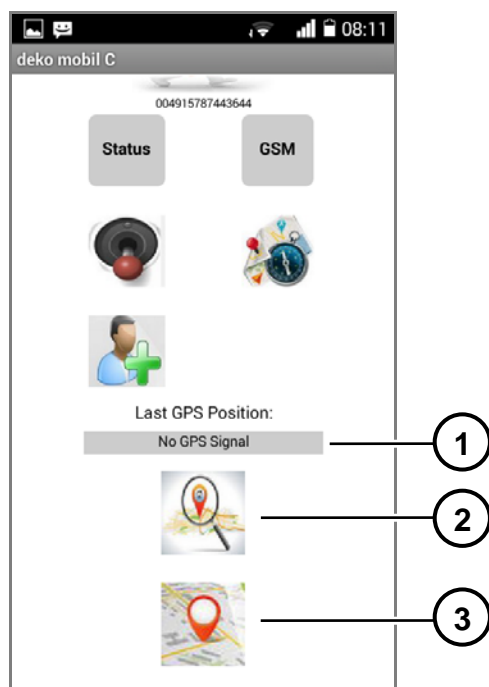 08:11
deko mobil C
004915787443644
Status GSM
Last GPS Position:
No GPS Signal
1
2
3